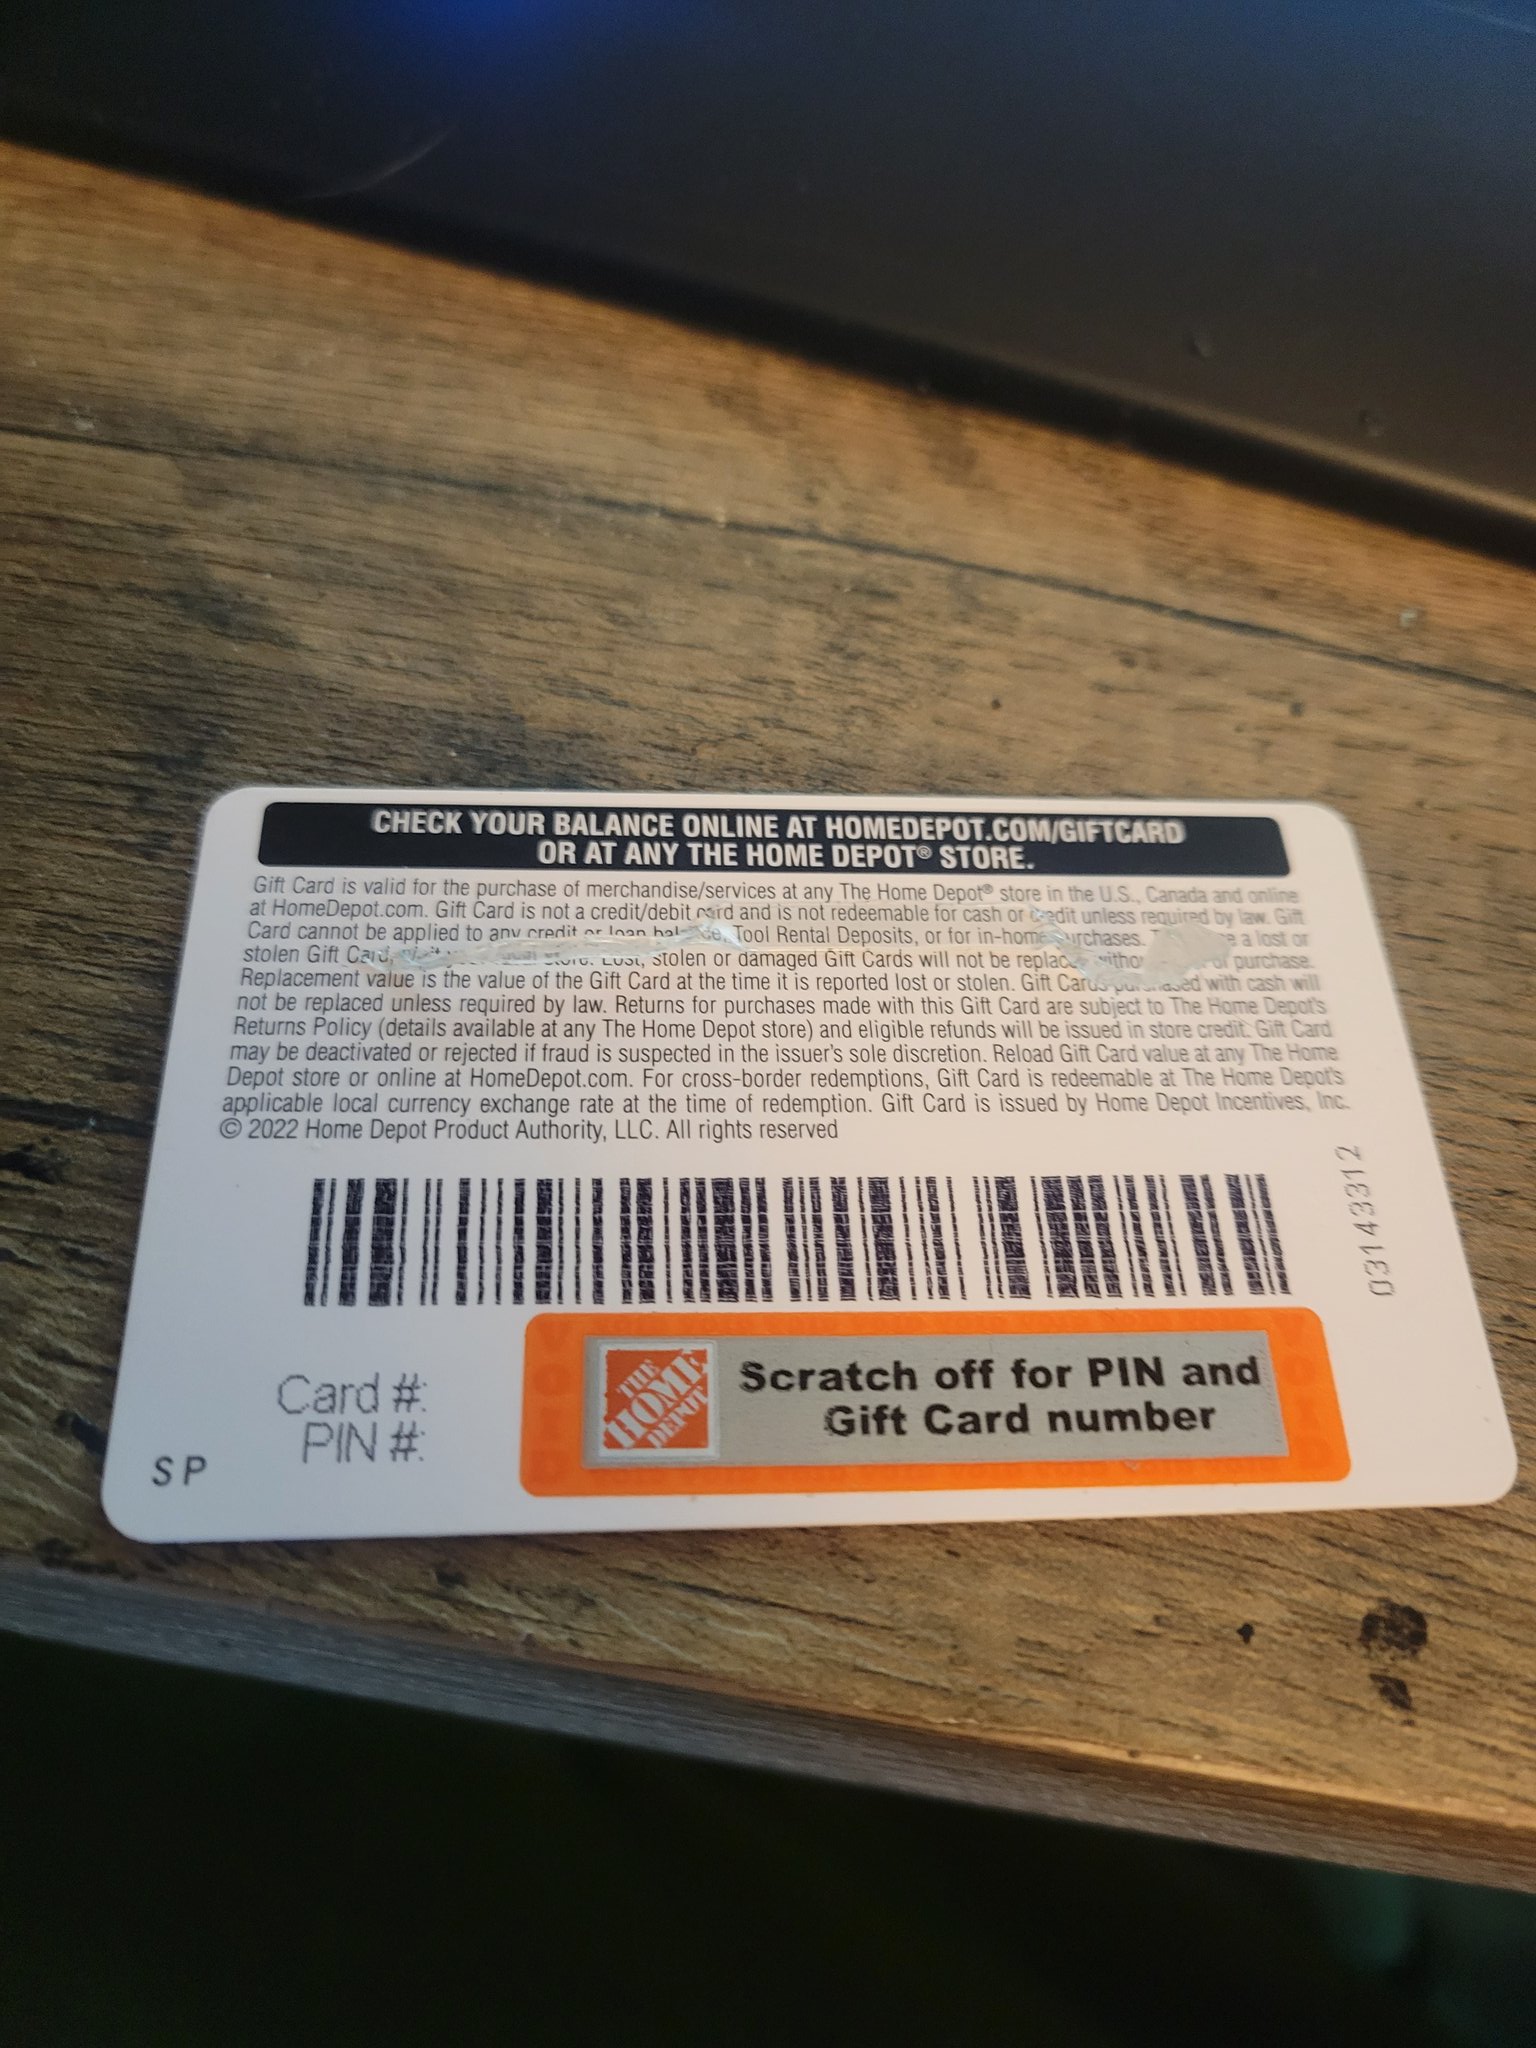 CHECK YOUR BALANCE ONLINE AT HOMEDEPOT.COM/GIFTCARD
OR AT ANY THE HOME DEPOT® STORE.
Gift Card is valid for the purchase of merchandise/services at any The Home Depot® store in the U.S., Canada and online
at HomeDepot.com. Gift Card is not a credit/debit card and is not redeemable for cash or credit unless required by law. Gift
Card cannot be applied to any credit or loan balance, Tool Rental Deposits, or for in-home purchases. a lost or
stolen Gift Card, store. Lost, stolen or damaged Gift Cards will not be replaced without of purchase.
Replacement value is the value of the Gift Card at the time it is reported lost or stolen. Gift Cards purchased with cash will
not be replaced unless required by law. Returns for purchases made with this Gift Card are subject to The Home Depot's
Returns Policy (details available at any The Home Depot store) and eligible refunds will be issued in store credit. Gift Card
may be deactivated or rejected if fraud is suspected in the issuer's sole discretion. Reload Gift Card value at any The Home
Depot store or online at HomeDepot.com. For cross-border redemptions, Gift Card is redeemable at The Home Depot's
applicable local currency exchange rate at the time of redemption. Gift Card is issued by Home Depot Incentives, Inc.
© 2022 Home Depot Product Authority, LLC. All rights reserved
03143312
Card #:
PIN #:
SP
THE
HOME
DEPOT
Scratch off for PIN and
Gift Card number